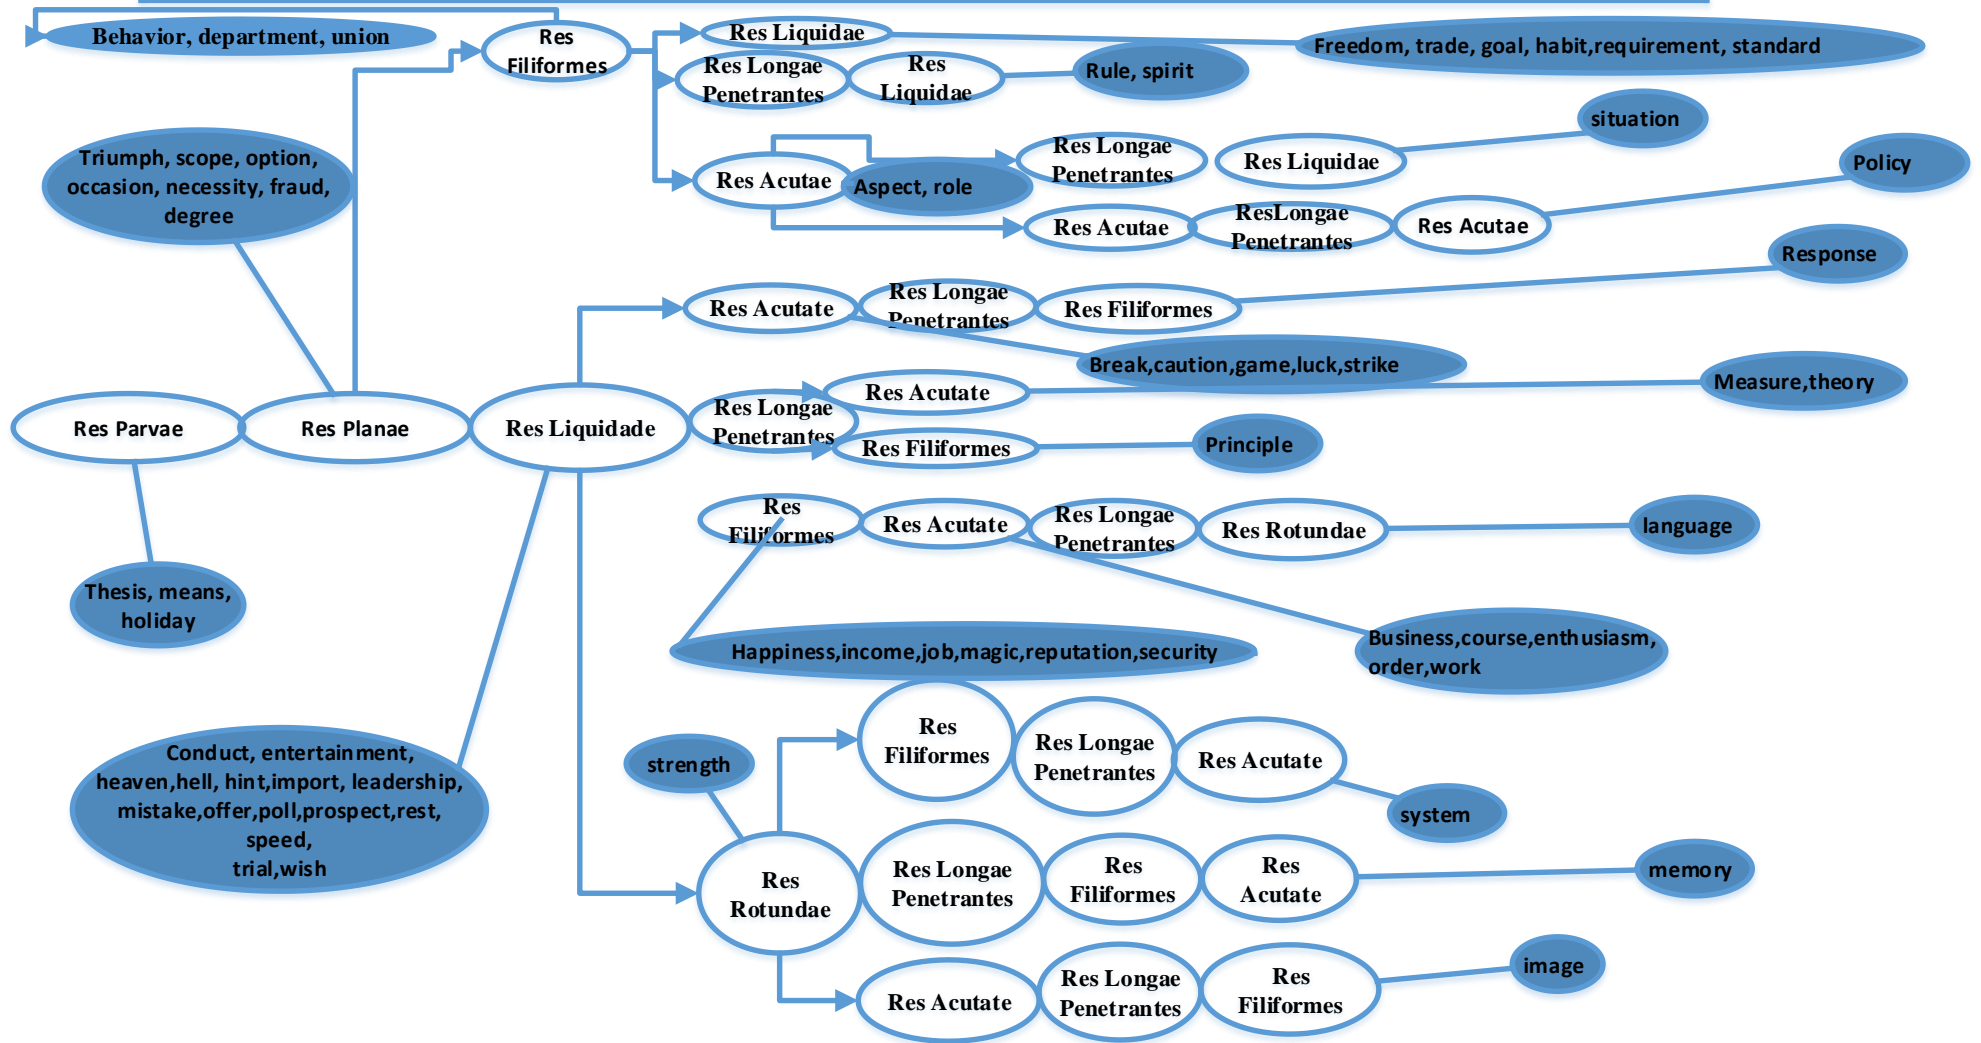 Behavior, department, union
Res
Filiformes
Res Liquidae
Freedom, trade, goal, habit,requirement, standard
Res Longae
Penetrantes
Res
Liquidae
Rule, spirit
situation
Triumph, scope, option,
occasion, necessity, fraud,
degree
Res Acutae
Aspect, role
Res Longae
Penetrantes
Res Liquidae
Policy
Res Acutae
ResLongae
Penetrantes
Res Acutae
Response
Res Acutate
Res Longae
Penetrantes
Res Filiformes
Break,caution,game,luck,strike
Res Acutate
Measure,theory
Res Parvae
Res Planae
Res Liquidade
Res Longae
Penetrantes
Res Filiformes
Principle
Res
Filiformes
Res Acutate
Res Longae
Penetrantes
Res Rotundae
language
Thesis, means,
holiday
Happiness,income,job,magic,reputation,security
Business,course,enthusiasm,
order,work
Conduct, entertainment,
heaven,hell, hint,import, leadership,
mistake,offer,poll,prospect,rest,
speed,
trial,wish
strength
Res
Filiformes
Res Longae
Penetrantes
Res Acutate
system
Res
Rotundae
Res Longae
Penetrantes
Res
Filiformes
Res
Acutate
memory
Res Acutate
Res Longae
Penetrantes
Res
Filiformes
image